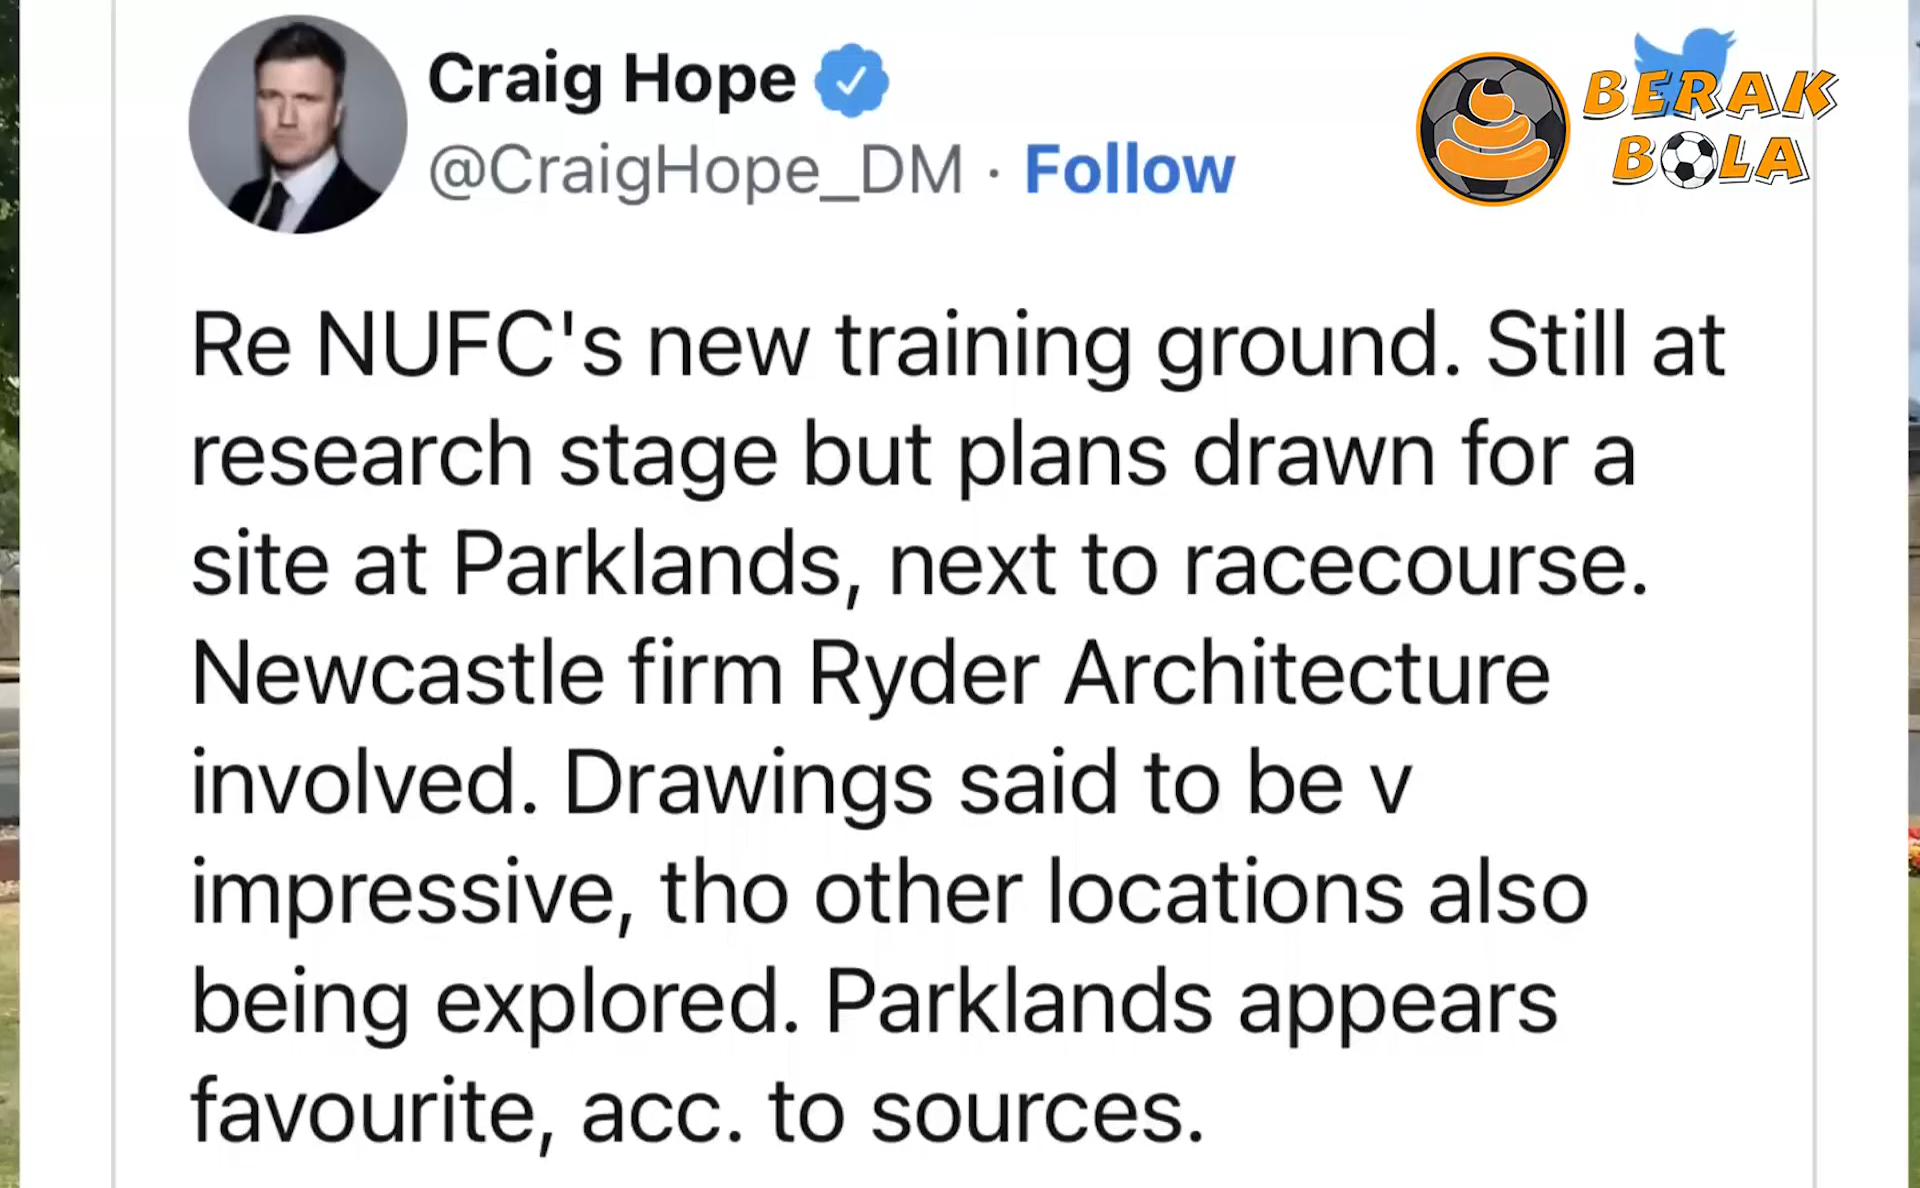 Craig Hope
@CraigHope_DM · Follow
BERAK
BOLA
Re NUFC's new training ground. Still at
research stage but plans drawn for a
site at Parklands, next to racecourse.
Newcastle firm Ryder Architecture
involved. Drawings said to be v
impressive, tho other locations also
being explored. Parklands appears
favourite, acc. to sources.